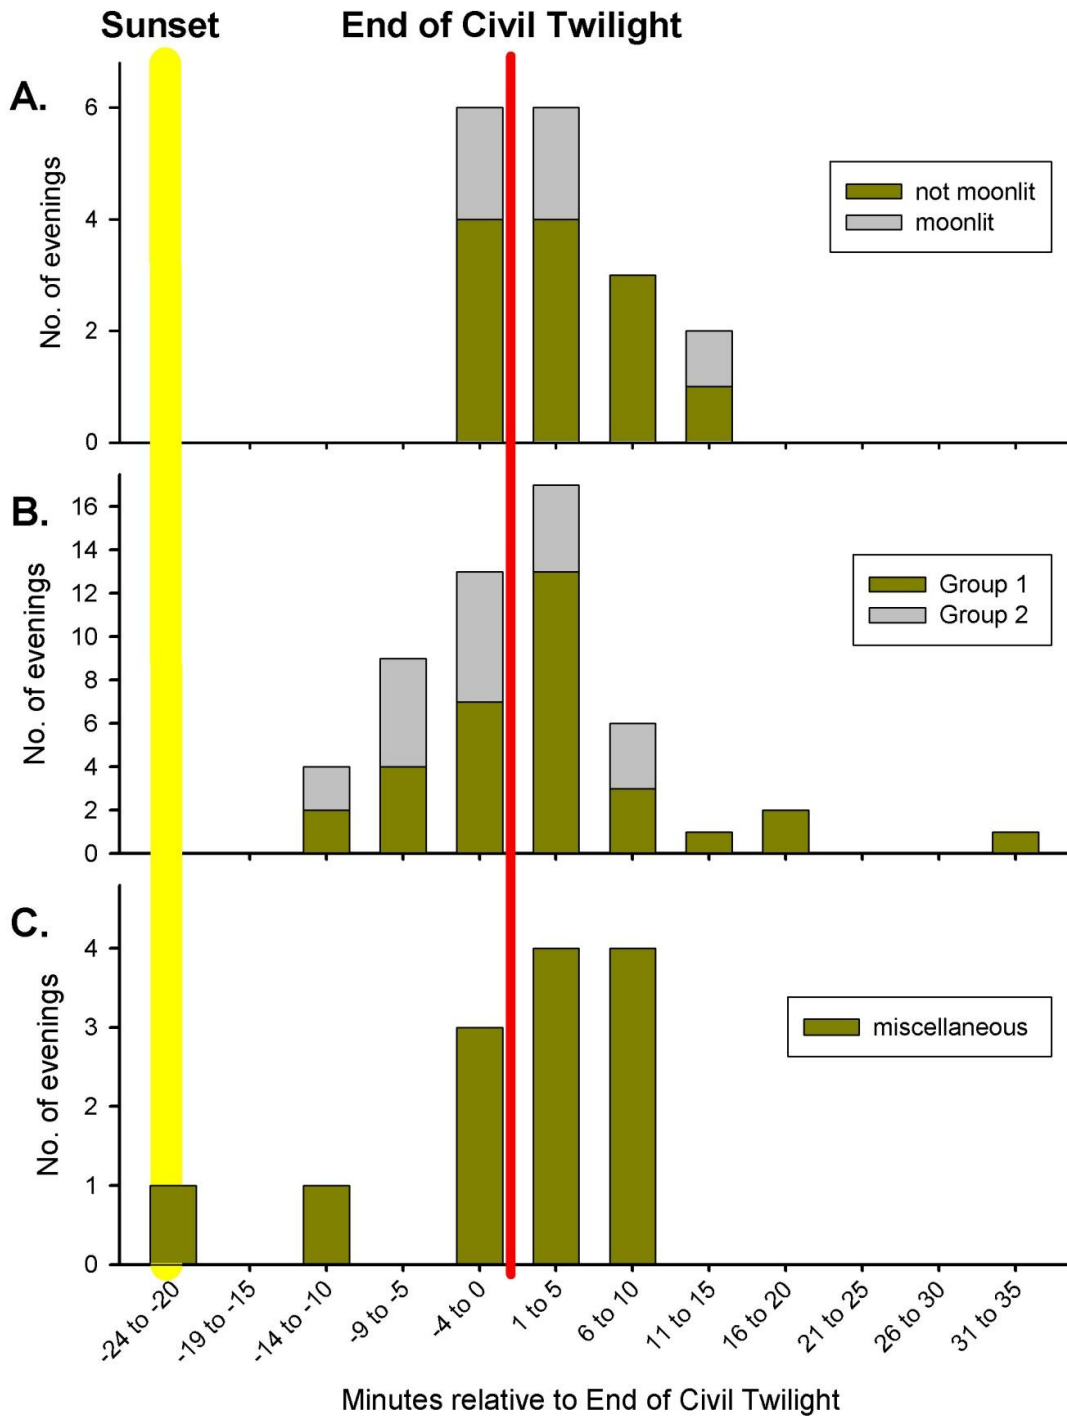 Sunset End of Civil Twilight
A.
No. of evenings
6
4
2
0
not moonlit
moonlit
B.
No. of evenings
16
14
12
10
8
6
4
2
0
Group 1
Group 2
C.
No. of evenings
4
3
2
1
0
miscellaneous
-24 to -20
-19 to -15
-14 to -10
-9 to -5
-4 to 0
1 to 5
6 to 10
11 to 15
16 to 20
21 to 25
26 to 30
31 to 35
Minutes relative to End of Civil Twilight